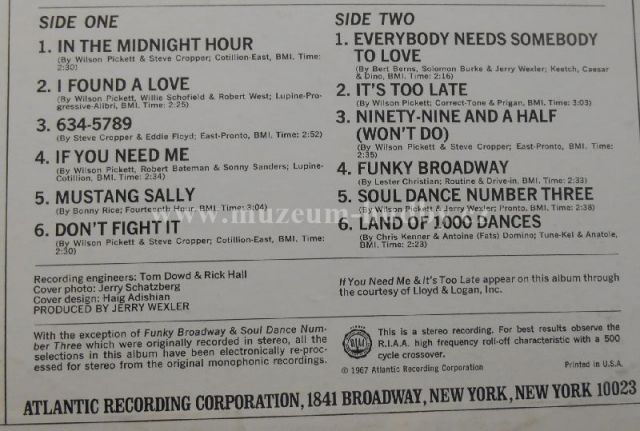 SIDE ONE
1. IN THE MIDNIGHT HOUR
(By Wilson Pickett & Steve Cropper; Cotillion-East, BMI. Time:
2:30)
2. I FOUND A LOVE
(By Wilson Pickett, Willie Schofield & Robert West; Lupine-Pro-
gressive-Alibri, BMI. Time: 2:25)
3. 634-5789
(By Steve Cropper & Eddie Floyd; East-Pronto, BMI. Time: 2:52)
4. IF YOU NEED ME
(By Wilson Pickett, Robert Bateman & Sonny Sanders; Lupine-
Cotillion, BMI. Time: 2:34)
5. MUSTANG SALLY
(By Bonny Rice; Fourteenth Hour, BMI. Time: 3:04)
6. DON'T FIGHT IT
(By Wilson Pickett & Steve Cropper; Cotillion-East, BMI. Time:
2:30)
SIDE TWO
1. EVERYBODY NEEDS SOMEBODY
TO LOVE
(By Bert Berns, Solomon Burke & Jerry Wexler; Keetch, Caesar
& Dino, BMI. Time: 2:16)
2. IT'S TOO LATE
(By Wilson Pickett; Correct-Tone & Prigan, BMI. Time: 3:03)
3. NINETY-NINE AND A HALF
(WON'T DO)
(By Wilson Pickett & Steve Cropper; East-Pronto, BMI. Time:
2:35)
4. FUNKY BROADWAY
(By Lester Christian; Routine & Drive-in, BMI. Time: 2:33)
5. SOUL DANCE NUMBER THREE
(By Wilson Pickett & Jerry Wexler; Pronto, BMI. Time: 2:38)
6. LAND OF 1,000 DANCES
(By Chris Kenner & Antoine (Fats) Domino; Tune-Kel & Anatole,
BMI. Time: 2:23)
Recording engineers: Tom Dowd & Rick Hall
Cover photo: Jerry Schatzberg
Cover design: Haig Adishian
PRODUCED BY JERRY WEXLER
If You Need Me & It's Too Late appear on this album through
the courtesy of Lloyd & Logan, Inc.
With the exception of Funky Broadway & Soul Dance Num-
ber Three which were originally recorded in stereo, all the
selections in this album have been electronically re-proc-
essed for stereo from the original monophonic recordings.
This is a stereo recording. For best results observe the
R.I.A.A. high frequency roll-off characteristic with a 500
cycle crossover.
© 1967 Atlantic Recording Corporation
Printed in U.S.A.
ATLANTIC RECORDING CORPORATION, 1841 BROADWAY, NEW YORK, NEW YORK 10023